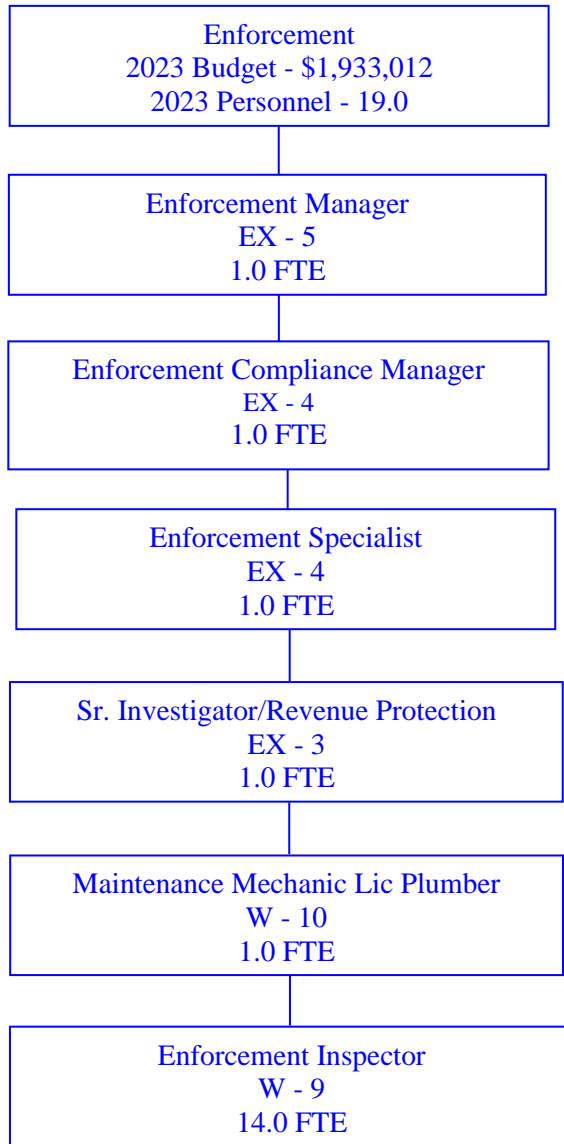 Enforcement
2023 Budget - $1,933,012
2023 Personnel - 19.0
Enforcement Manager
EX - 5
1.0 FTE
Enforcement Compliance Manager
EX - 4
1.0 FTE
Enforcement Specialist
EX - 4
1.0 FTE
Sr. Investigator/Revenue Protection
EX - 3
1.0 FTE
Maintenance Mechanic Lic Plumber
W - 10
1.0 FTE
Enforcement Inspector
W - 9
14.0 FTE